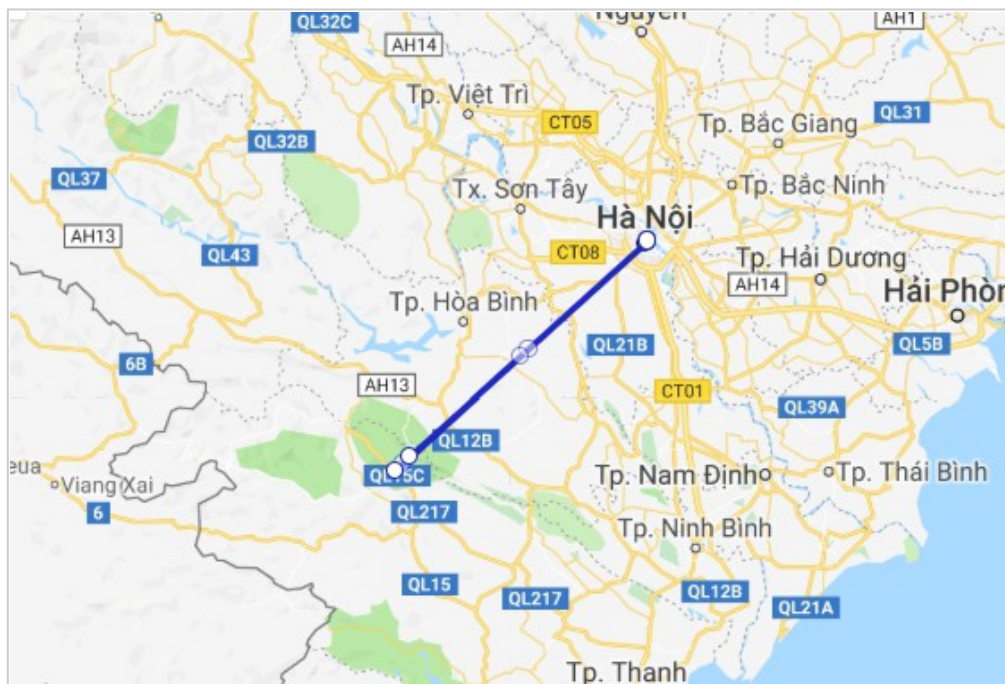 QL32C
Nguyên
AH1
AH14
Tp. Việt Trì
CT05
QL31
Tp. Bắc Giang
QL32B
QL37
Tx. Sơn Tây
Tp. Bắc Ninh
Hà Nội
AH13
QL43
CT08
Tp. Hải Dương
AH14
Hải Phòn
Tp. Hòa Bình
QL21B
QL5B
6B
AH13
CT01
QL39A
QL12B
eua
Viang Xai
QL15C
Tp. Nam Định
Tp. Thái Bình
6
QL217
Tp. Ninh Bình
QL15
QL217
QL12B
QL21A
Tp. Thanh